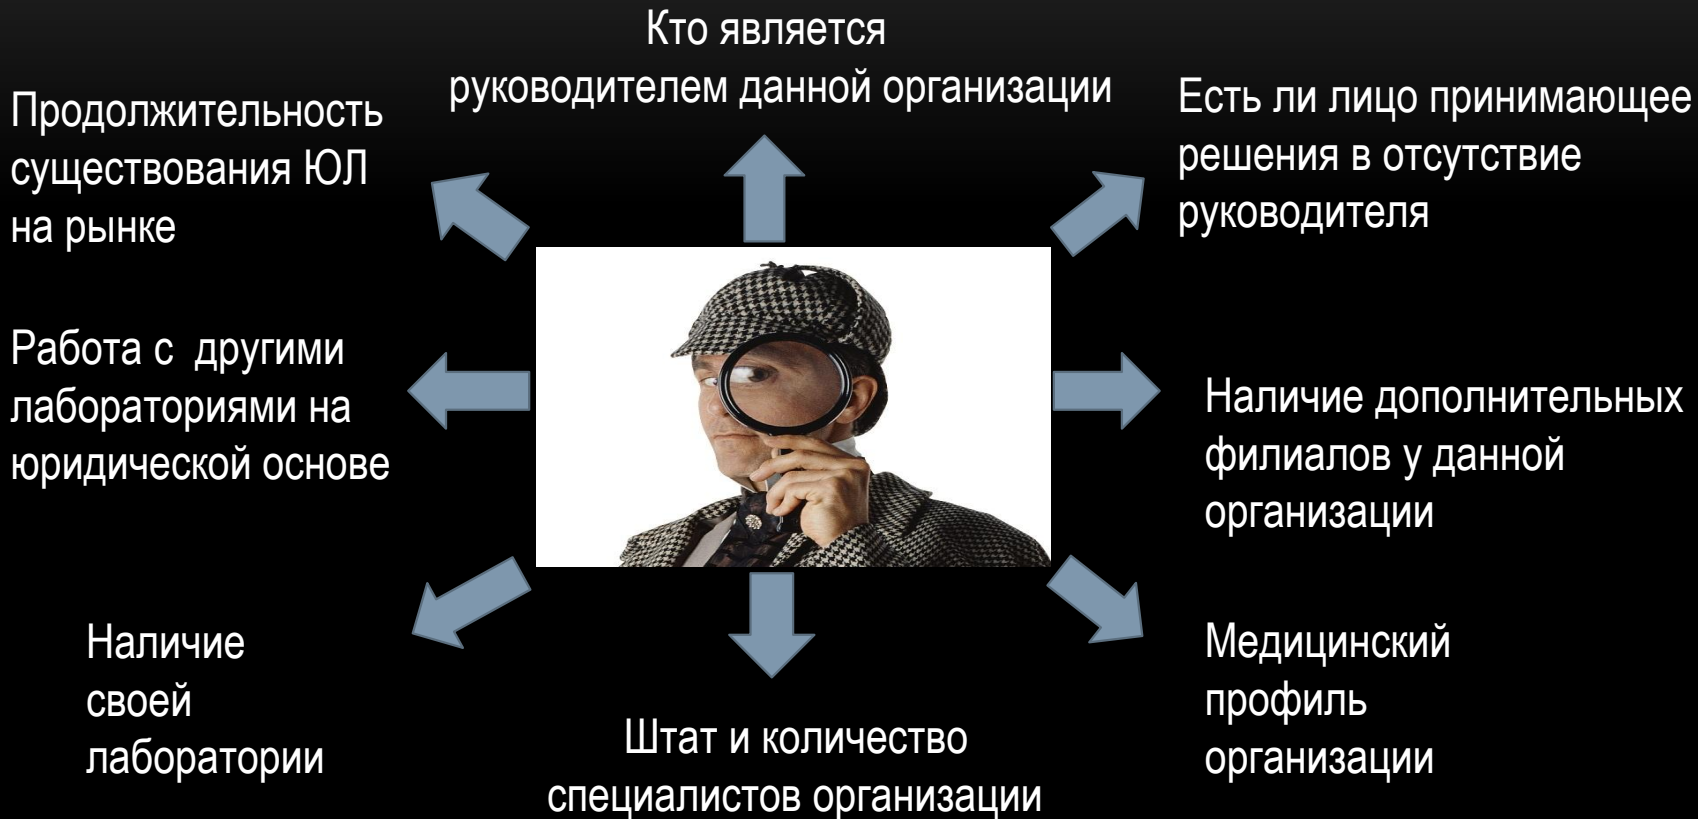 Кто является
руководителем данной организации
Продолжительность
существования ЮЛ
на рынке
Есть ли лицо принимающее
решения в отсутствие
руководителя
Работа с другими
лабораториями на
юридической основе
Наличие дополнительных
филиалов у данной
организации
Наличие
своей
лаборатории
Штат и количество
специалистов организации
Медицинский
профиль
организации